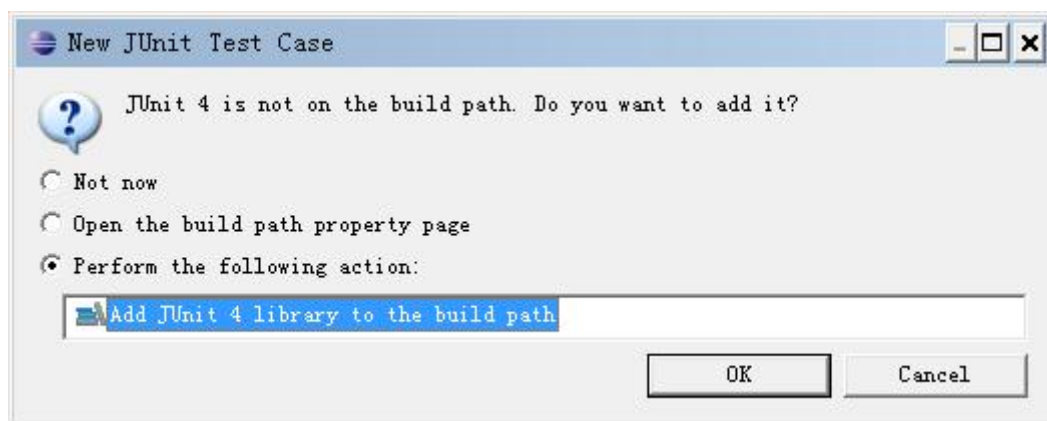 New JUnit Test Case
JUnit 4 is not on the build path. Do you want to add it?
Not now
Open the build path property page
Perform the following action:
Add JUnit 4 library to the build path
OK
Cancel